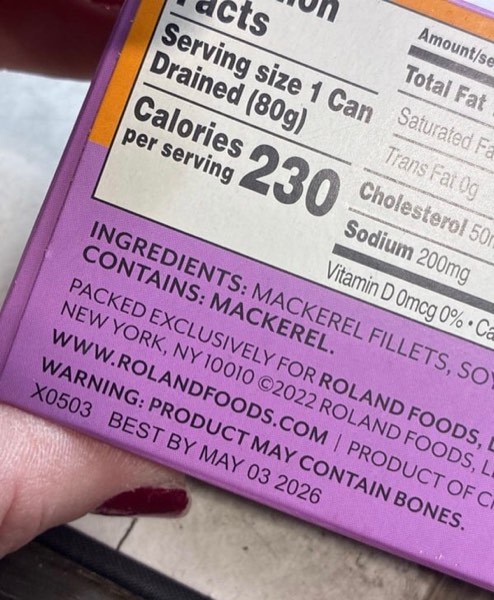 acts
Serving size 1 Can
Drained (80g)
Calories
per serving
230
Amount/se
Total Fat
Saturated Fa
Trans Fat 0g
Cholesterol 50
Sodium 200mg
Vitamin D 0mcg 0% • Ca
INGREDIENTS: MACKEREL FILLETS, SOY
CONTAINS: MACKEREL.
PACKED EXCLUSIVELY FOR ROLAND FOODS, L
NEW YORK, NY 10010 ©2022 ROLAND FOODS, L
WWW.ROLANDFOODS.COM | PRODUCT OF C
WARNING: PRODUCT MAY CONTAIN BONES.
X0503 BEST BY MAY 03 2026